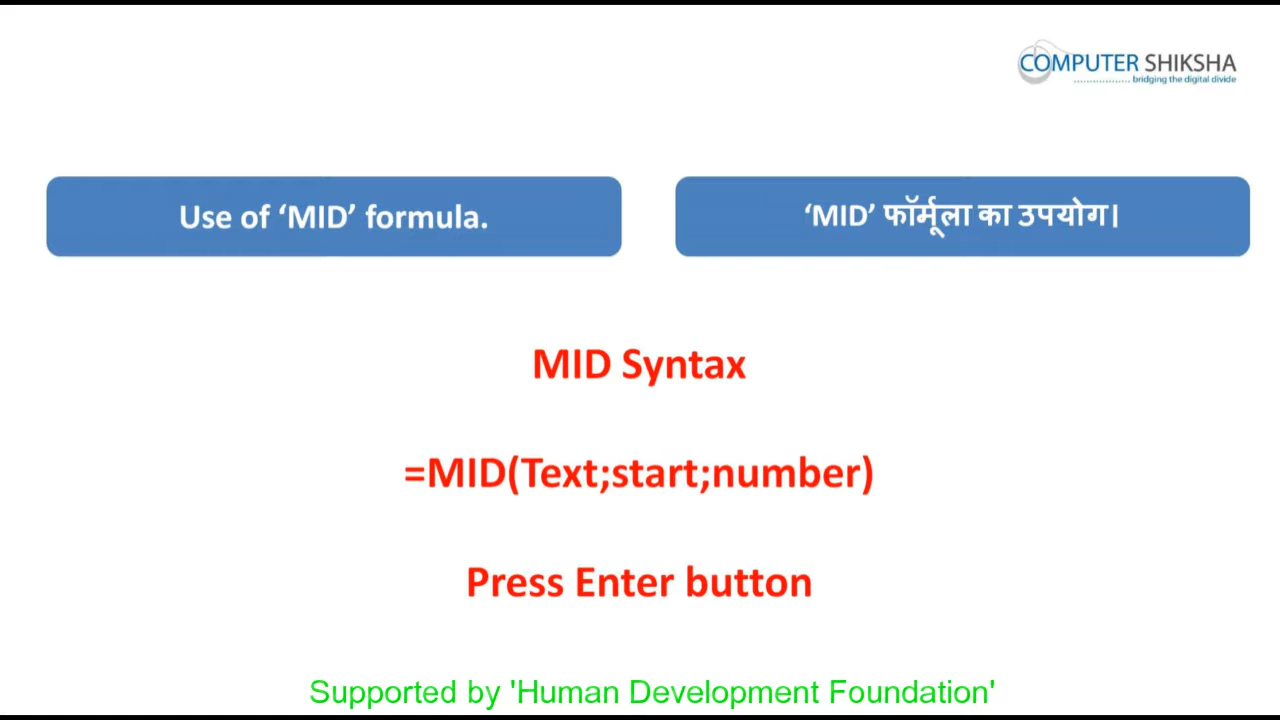 COMPUTER SHIKSHA
bridging the digital divide
Use of ‘MID’ formula.
‘MID’ फॉर्मूला का उपयोग।
MID Syntax
=MID(Text;start;number)
Press Enter button
Supported by 'Human Development Foundation'